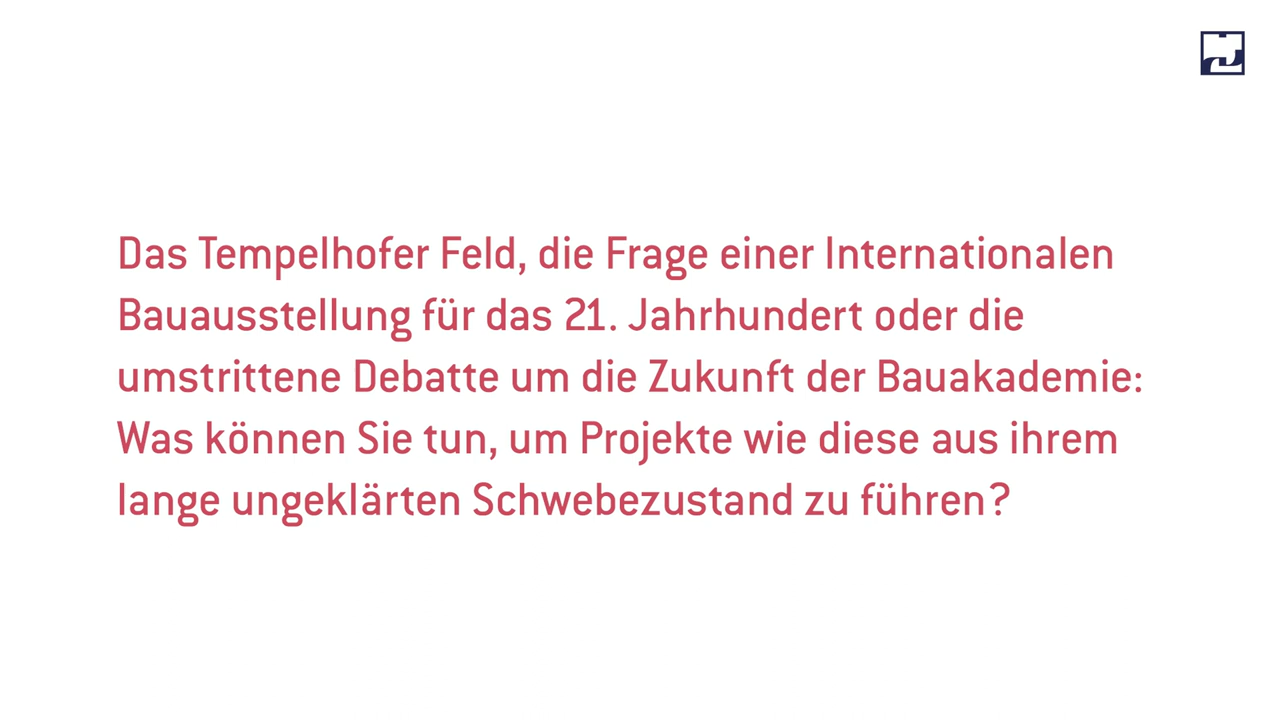 Das Tempelhofer Feld, die Frage einer Internationalen
Bauausstellung für das 21. Jahrhundert oder die
umstrittene Debatte um die Zukunft der Bauakademie:
Was können Sie tun, um Projekte wie diese aus ihrem
lange ungeklärten Schwebezustand zu führen?